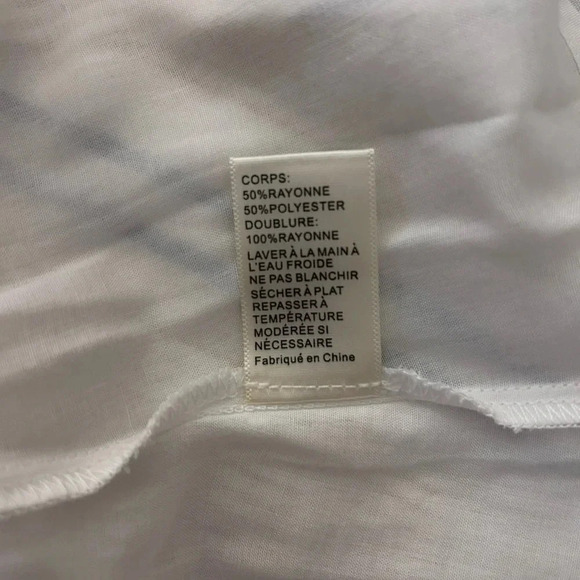 CORPS:
50%RAYONNE
50%POLYESTER
DOUBLURE:
100%RAYONNE
LAVER À LA MAIN À
L'EAU FROIDE
NE PAS BLANCHIR
SÉCHER À PLAT
REPASSER À
TEMPÉRATURE
MODÉRÉE SI
NÉCESSAIRE
Fabriqué en Chine